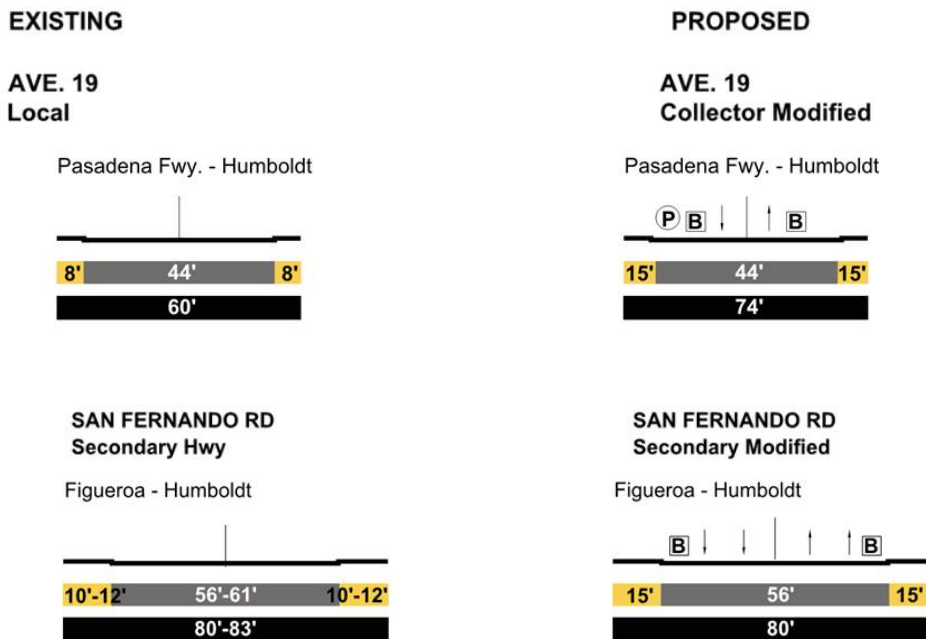 EXISTING
AVE. 19
Local
Pasadena Fwy. - Humboldt
8' 44' 8'
60'
SAN FERNANDO RD
Secondary Hwy
Figueroa - Humboldt
10'-12' 56'-61' 10'-12'
80'-83'
PROPOSED
AVE. 19
Collector Modified
Pasadena Fwy. - Humboldt
P B B
15' 44' 15'
74'
SAN FERNANDO RD
Secondary Modified
Figueroa - Humboldt
B B
15' 56' 15'
80'